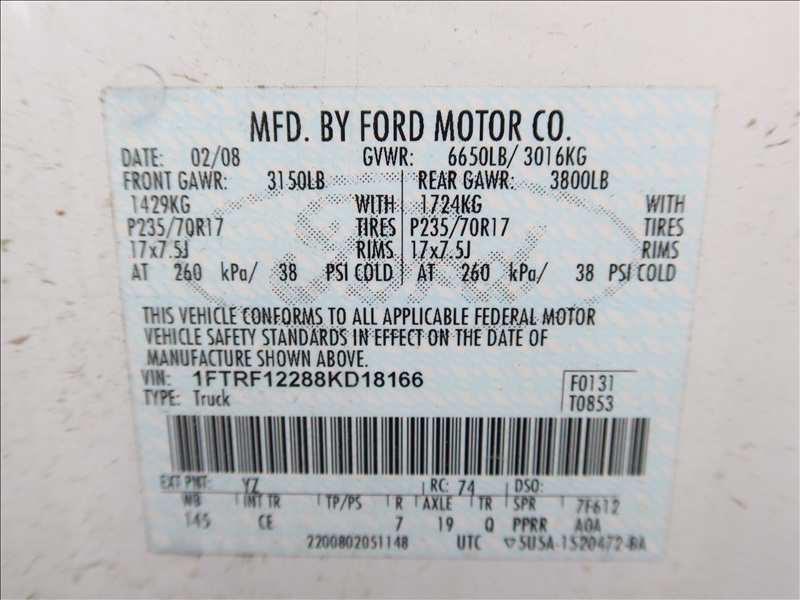 MFD. BY FORD MOTOR CO.
DATE: 02/08 GVWR: 6650LB/ 3016KG
FRONT GAWR: 3150LB REAR GAWR: 3800LB
1429KG WITH 1724KG WITH
P235/70R17 TIRES P235/70R17 TIRES
17x7.5J RIMS 17x7.5J RIMS
AT 260 kPa/ 38 PSI COLD AT 260 kPa/ 38 PSI COLD
THIS VEHICLE CONFORMS TO ALL APPLICABLE FEDERAL MOTOR
VEHICLE SAFETY STANDARDS IN EFFECT ON THE DATE OF
MANUFACTURE SHOWN ABOVE.
VIN: 1FTRF12288KD18166 F0131
TYPE: Truck T0853
EXT PNT: YZ RC: 74 DSO:
WB INT TR TP/PS R AXLE TR SPR 7F612
145 CE 7 19 Q PPRR AOA
2200802051148 UTC ▽5U5A-1520472-BA